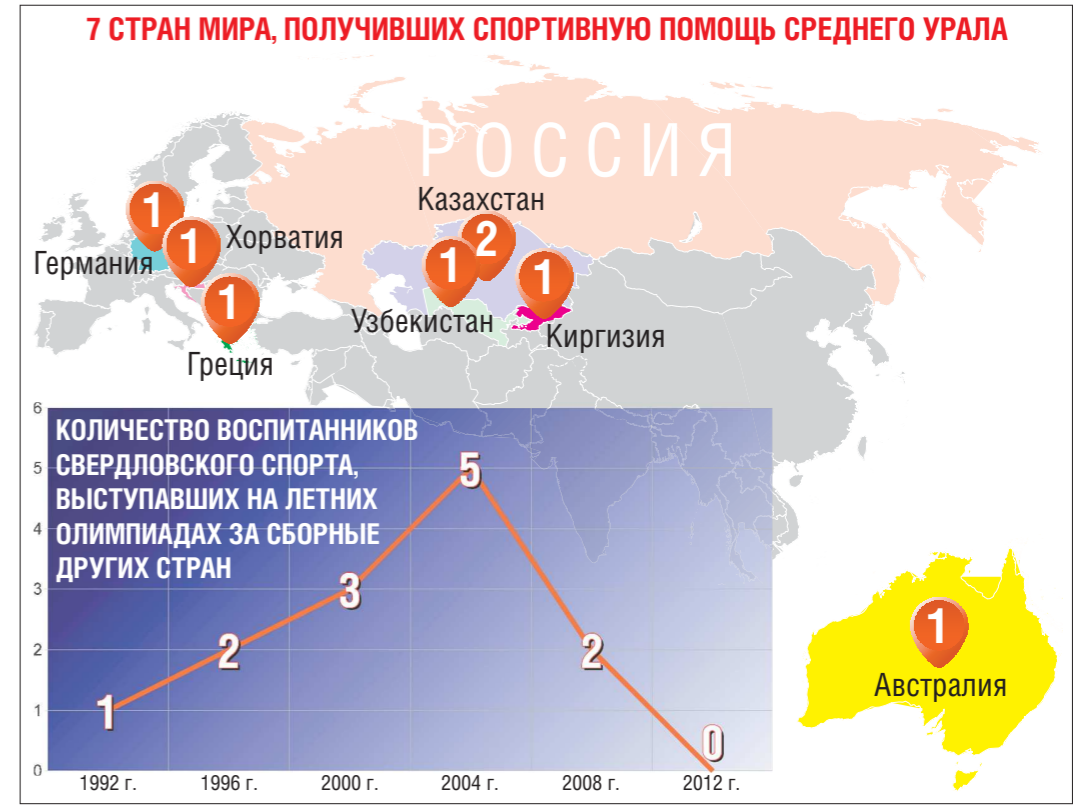 7 СТРАН МИРА, ПОЛУЧИВШИХ СПОРТИВНУЮ ПОМОЩЬ СРЕДНЕГО УРАЛА
РОССИЯ
Казахстан
1
1
2
Хорватия
1
1
Германия
1
Узбекистан
Киргизия
Греция
6
КОЛИЧЕСТВО ВОСПИТАННИКОВ
СВЕРДЛОВСКОГО СПОРТА,
ВЫСТУПАВШИХ НА ЛЕТНИХ
ОЛИМПИАДАХ ЗА СБОРНЫЕ
ДРУГИХ СТРАН
5
4
3
2
1
0
1
2
3
5
2
0
1992 г.
1996 г.
2000 г.
2004 г.
2008 г.
2012 г.
1
Австралия